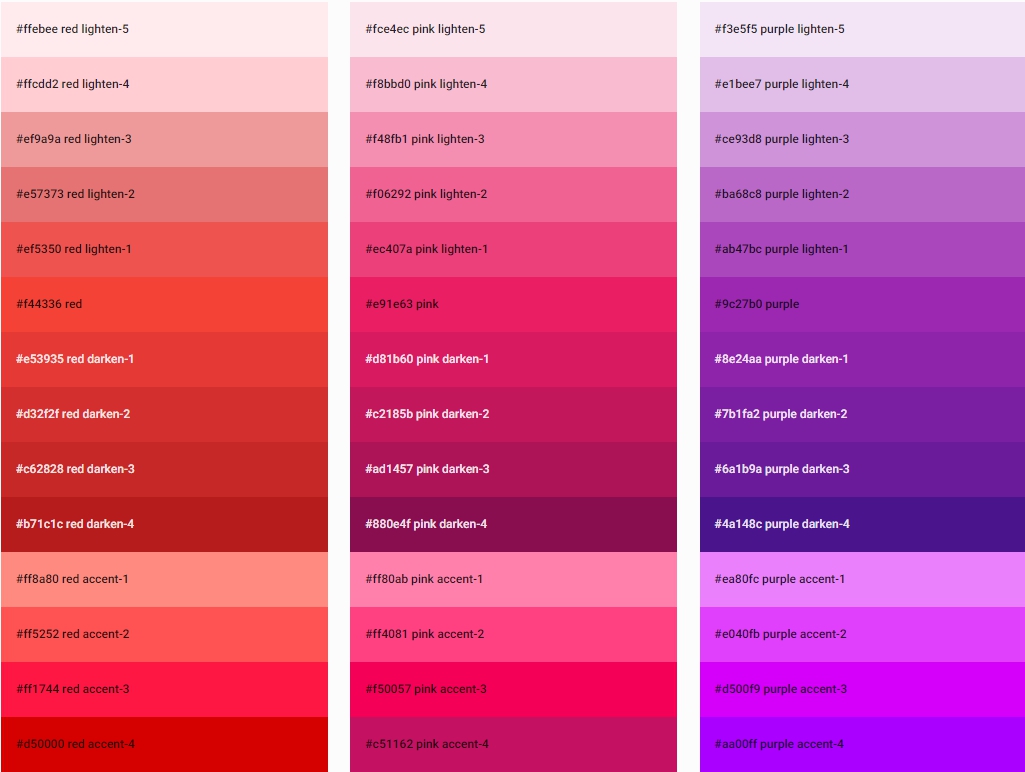 #ffebee red lighten-5
#ffcdd2 red lighten-4
#ef9a9a red lighten-3
#e57373 red lighten-2
#ef5350 red lighten-1
#f44336 red
#e53935 red darken-1
#d32f2f red darken-2
#c62828 red darken-3
#b71c1c red darken-4
#ff8a80 red accent-1
#ff5252 red accent-2
#ff1744 red accent-3
#d50000 red accent-4
#fce4ec pink lighten-5
#f8bbd0 pink lighten-4
#f48fb1 pink lighten-3
#f06292 pink lighten-2
#ec407a pink lighten-1
#e91e63 pink
#d81b60 pink darken-1
#c2185b pink darken-2
#ad1457 pink darken-3
#880e4f pink darken-4
#ff80ab pink accent-1
#ff4081 pink accent-2
#f50057 pink accent-3
#c51162 pink accent-4
#f3e5f5 purple lighten-5
#e1bee7 purple lighten-4
#ce93d8 purple lighten-3
#ba68c8 purple lighten-2
#ab47bc purple lighten-1
#9c27b0 purple
#8e24aa purple darken-1
#7b1fa2 purple darken-2
#6a1b9a purple darken-3
#4a148c purple darken-4
#ea80fc purple accent-1
#e040fb purple accent-2
#d500f9 purple accent-3
#aa00ff purple accent-4